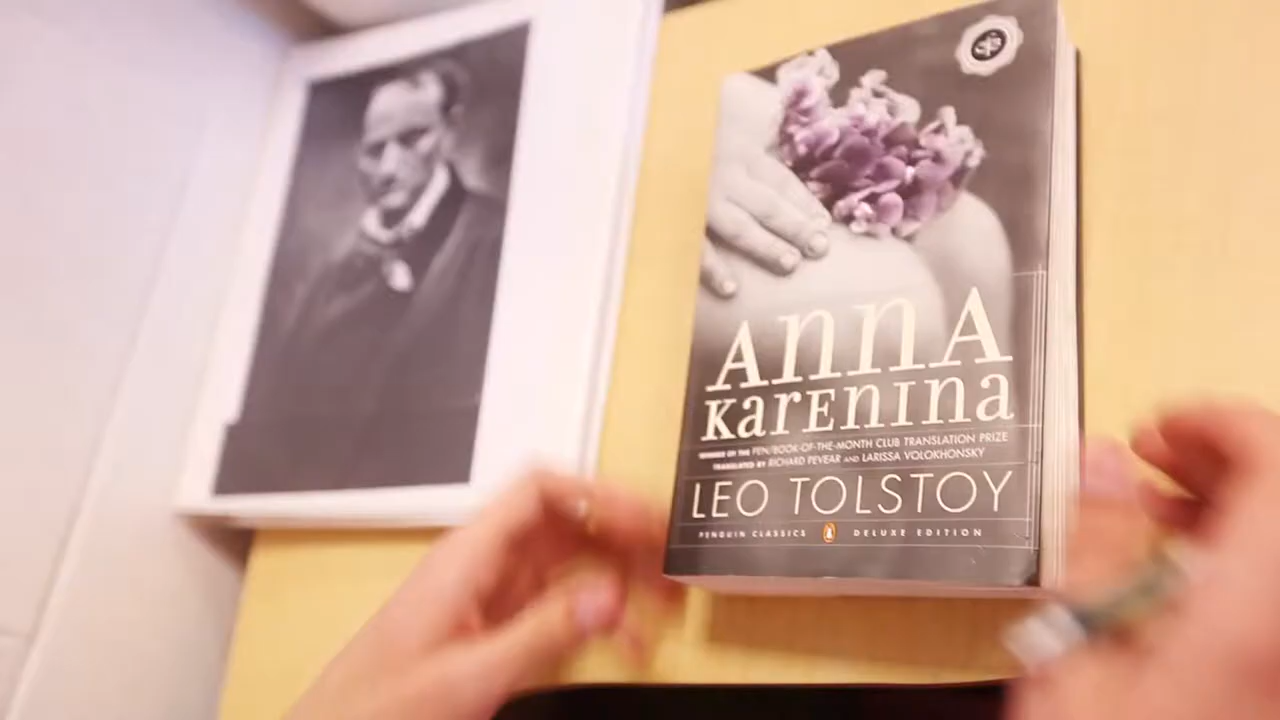 AnnA
KarEnina
WINNER OF THE PEN/BOOK-OF-THE-MONTH CLUB TRANSLATION PRIZE
TRANSLATED BY RICHARD PEVEAR AND LARISSA VOLOKHONSKY
LEO TOLSTOY
PENGUIN CLASSICS DELUXE EDITION